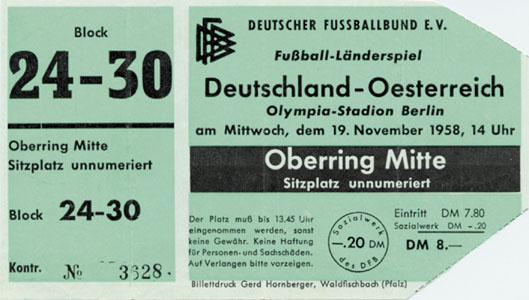 Block
24-30
Oberring Mitte
Sitzplatz unnumeriert
Block 24-30
Kontr. № 3328
DFB
DEUTSCHER FUSSBALLBUND E.V.
Fußball-Länderspiel
Deutschland-Oesterreich
Olympia-Stadion Berlin
am Mittwoch, dem 19. November 1958, 14 Uhr
Oberring Mitte
Sitzplatz unnumeriert
Der Platz muß bis 13.45 Uhr
eingenommen werden, sonst
keine Gewähr. Keine Haftung
für Personen- und Sachschäden.
Auf Verlangen bitte vorzeigen.
Sozialwerk
—.20 DM
des DFB
Eintritt DM 7.80
Sozialwerk DM -.20
DM 8.—
Billettdruck Gerd Hornberger, Waldfischbach (Pfalz)